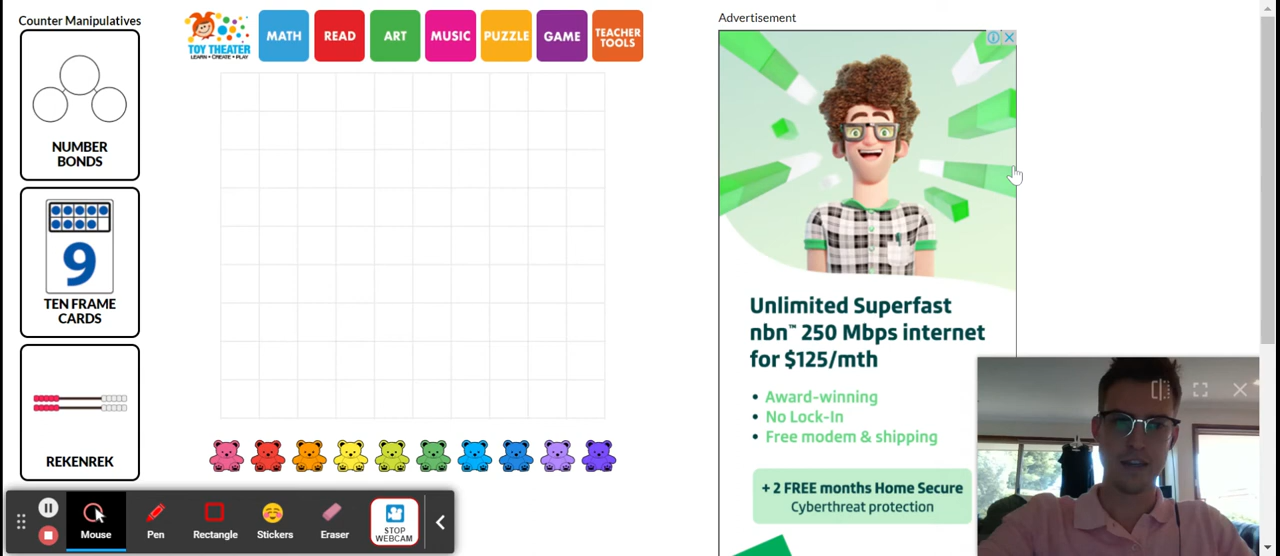 Counter Manipulatives
NUMBER
BONDS
9
TEN FRAME
CARDS
REKENREK
TOY THEATER
LEARN • CREATE • PLAY
MATH
READ
ART
MUSIC
PUZZLE
GAME
TEACHER
TOOLS
Advertisement
Unlimited Superfast
nbn™ 250 Mbps internet
for $125/mth
• Award-winning
• No Lock-In
• Free modem & shipping
+ 2 FREE months Home Secure
Cyberthreat protection
Mouse
Pen
Rectangle
Stickers
Eraser
STOP
WEBCAM